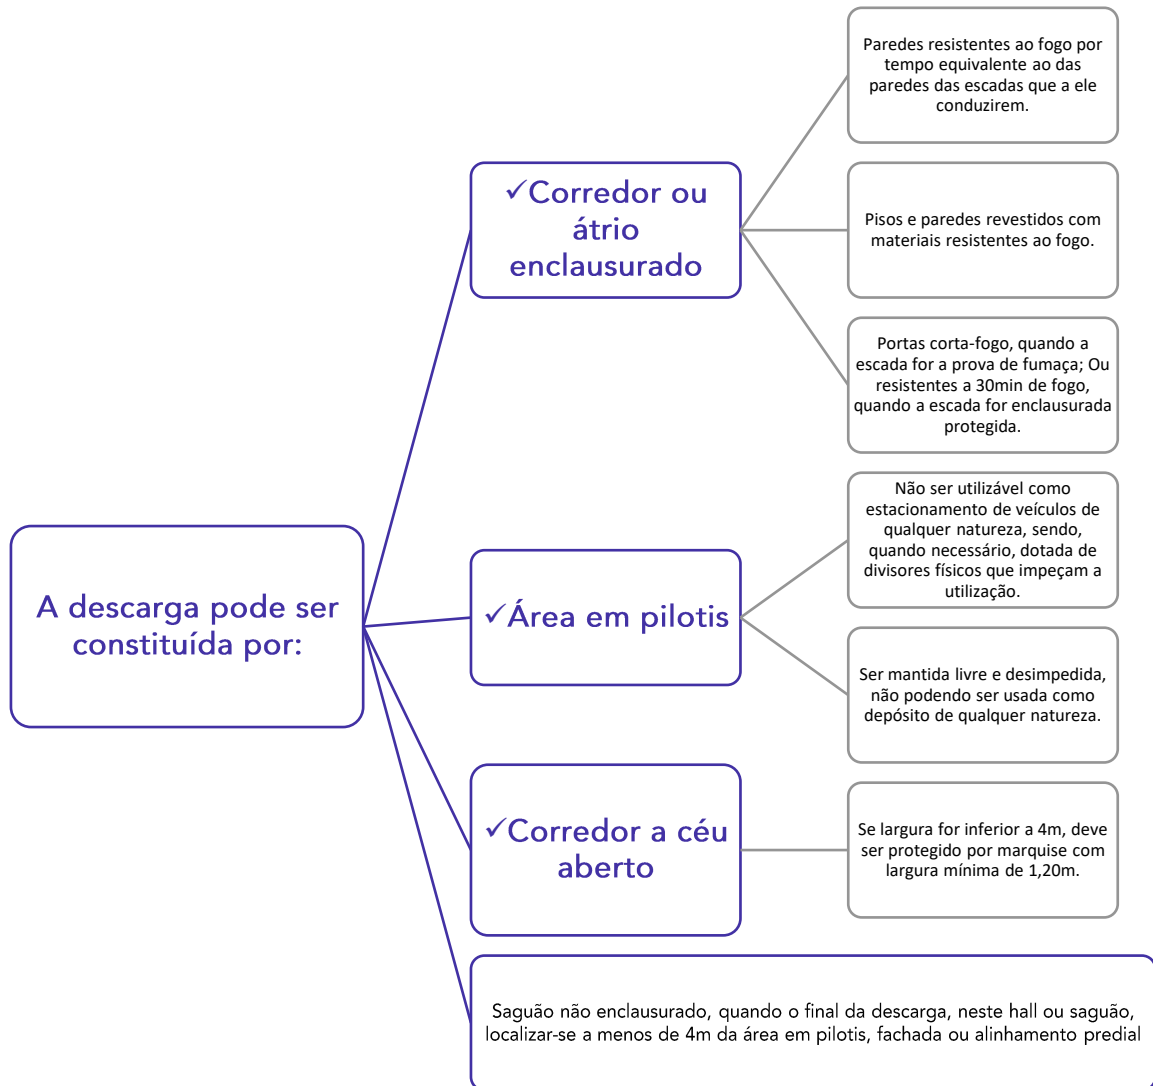 A descarga pode ser
constituída por:
✓Corredor ou
átrio
enclausurado
Paredes resistentes ao fogo por
tempo equivalente ao das
paredes das escadas que a ele
conduzirem.
Pisos e paredes revestidos com
materiais resistentes ao fogo.
Portas corta-fogo, quando a
escada for a prova de fumaça; Ou
resistentes a 30min de fogo,
quando a escada for enclausurada
protegida.
✓Área em pilotis
Não ser utilizável como
estacionamento de veículos de
qualquer natureza, sendo,
quando necessário, dotada de
divisores físicos que impeçam a
utilização.
Ser mantida livre e desimpedida,
não podendo ser usada como
depósito de qualquer natureza.
✓Corredor a céu
aberto
Se largura for inferior a 4m, deve
ser protegido por marquise com
largura mínima de 1,20m.
Saguão não enclausurado, quando o final da descarga, neste hall ou saguão,
localizar-se a menos de 4m da área em pilotis, fachada ou alinhamento predial